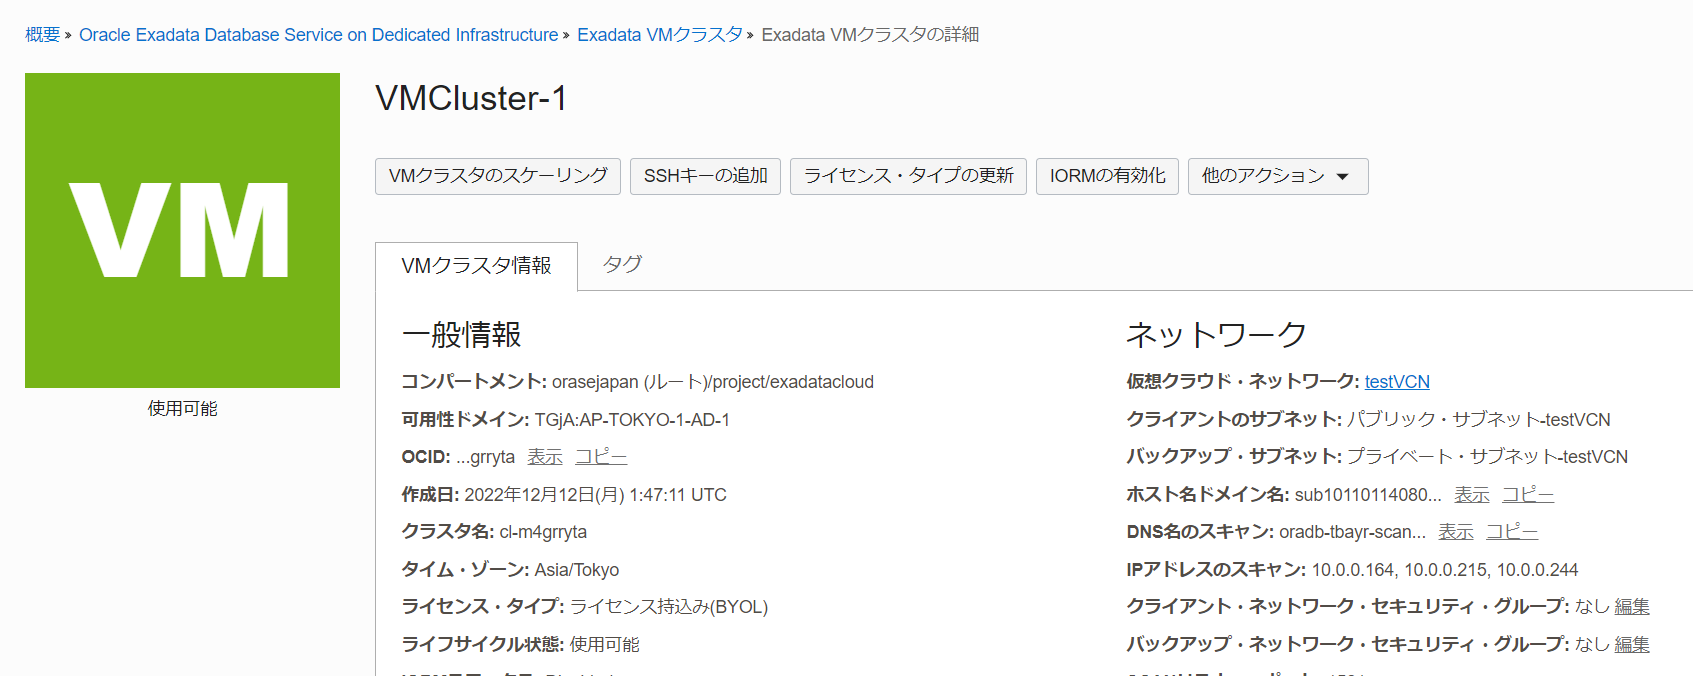 概要 » Oracle Exadata Database Service on Dedicated Infrastructure » Exadata VMクラスタ » Exadata VMクラスタの詳細
VM
使用可能
VMCluster-1
VMクラスタのスケーリング SSHキーの追加 ライセンス・タイプの更新 IORMの有効化 他のアクション
VMクラスタ情報 タグ
一般情報
コンパートメント: orasejapan (ルート)/project/exadatacloud
可用性ドメイン: TGjA:AP-TOKYO-1-AD-1
OCID: ...grryta 表示 コピー
作成日: 2022年12月12日(月) 1:47:11 UTC
クラスタ名: cl-m4grryta
タイム・ゾーン: Asia/Tokyo
ライセンス・タイプ: ライセンス持込み(BYOL)
ライフサイクル状態: 使用可能
ネットワーク
仮想クラウド・ネットワーク: testVCN
クライアントのサブネット: パブリック・サブネット-testVCN
バックアップ・サブネット: プライベート・サブネット-testVCN
ホスト名ドメイン名: sub10110114080... 表示 コピー
DNS名のスキャン: oradb-tbayr-scan... 表示 コピー
IPアドレスのスキャン: 10.0.0.164, 10.0.0.215, 10.0.0.244
クライアント・ネットワーク・セキュリティ・グループ: なし 編集
バックアップ・ネットワーク・セキュリティ・グループ: なし 編集